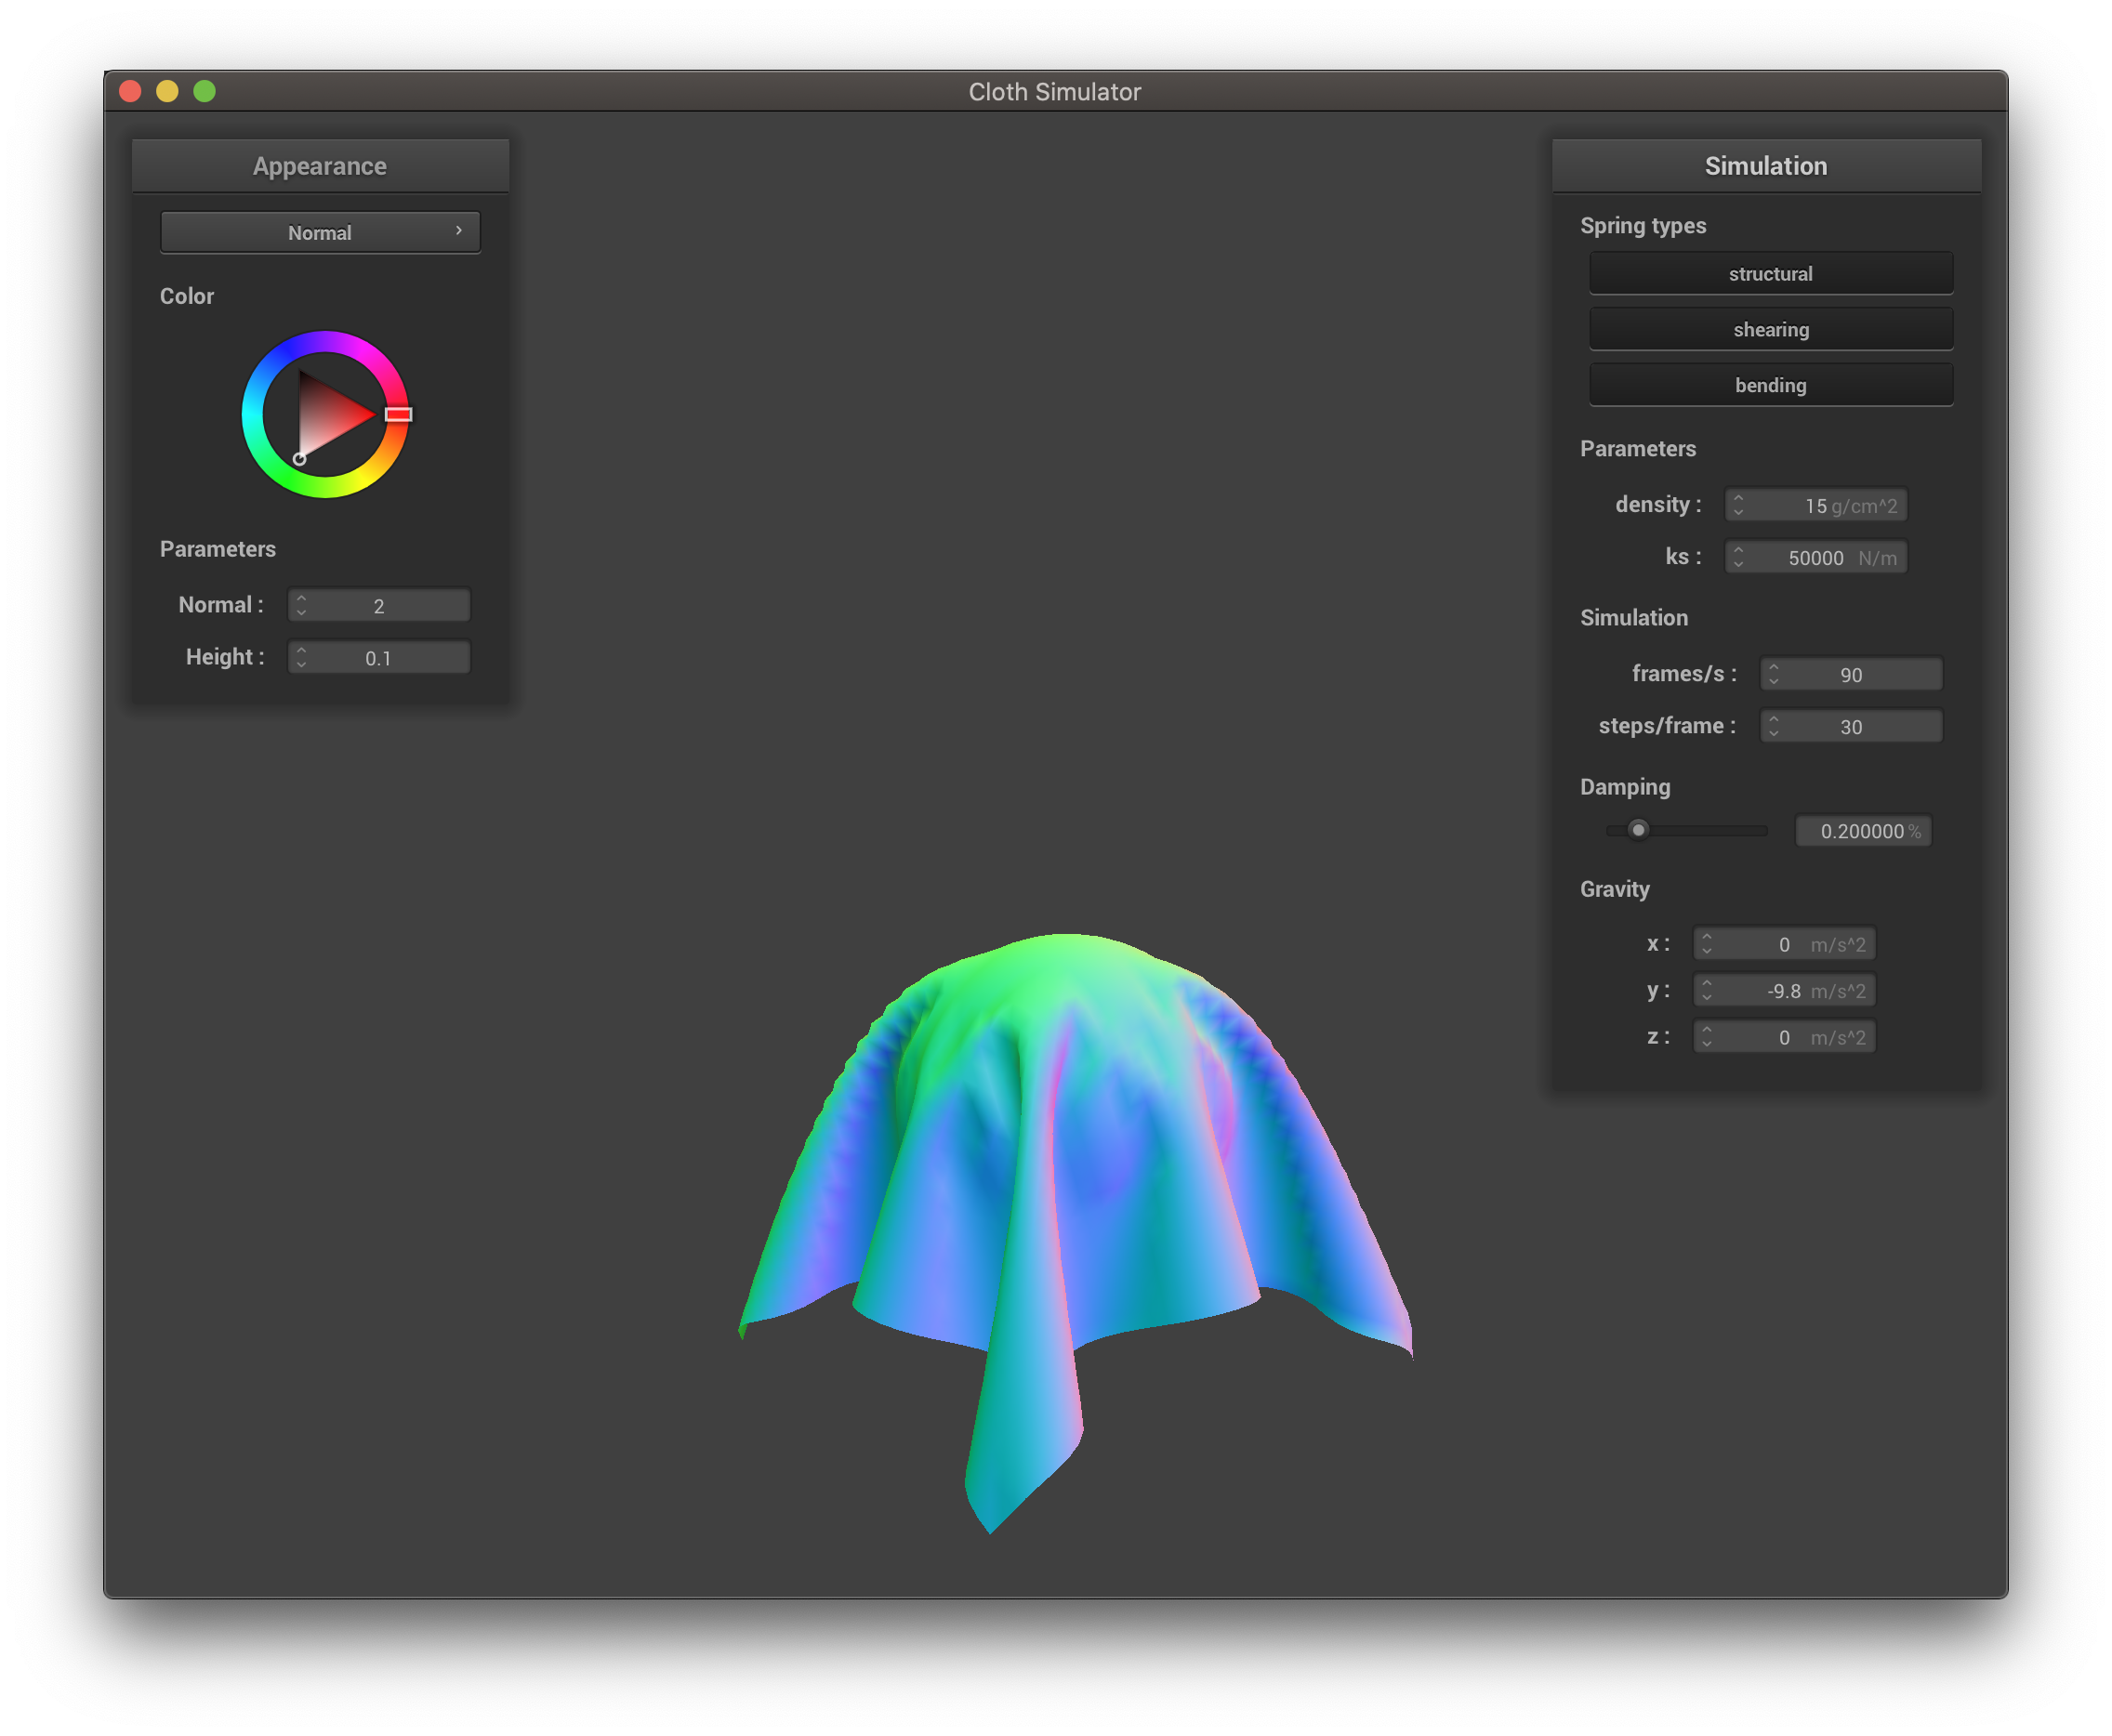 Cloth Simulator
Appearance
Normal
Color
Parameters
Normal : 2
Height : 0.1
Simulation
Spring types
structural
shearing
bending
Parameters
density : 15 g/cm^2
ks : 50000 N/m
Simulation
frames/s : 90
steps/frame : 30
Damping
0.200000 %
Gravity
x : 0 m/s^2
y : -9.8 m/s^2
z : 0 m/s^2